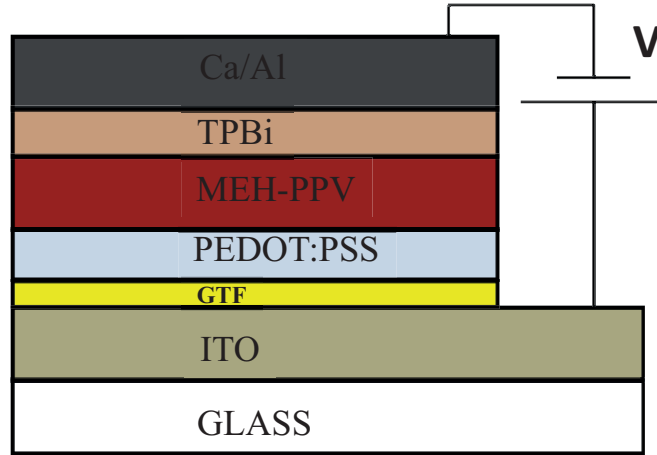 V
Ca/Al
TPBi
MEH-PPV
PEDOT:PSS
GTF
ITO
GLASS